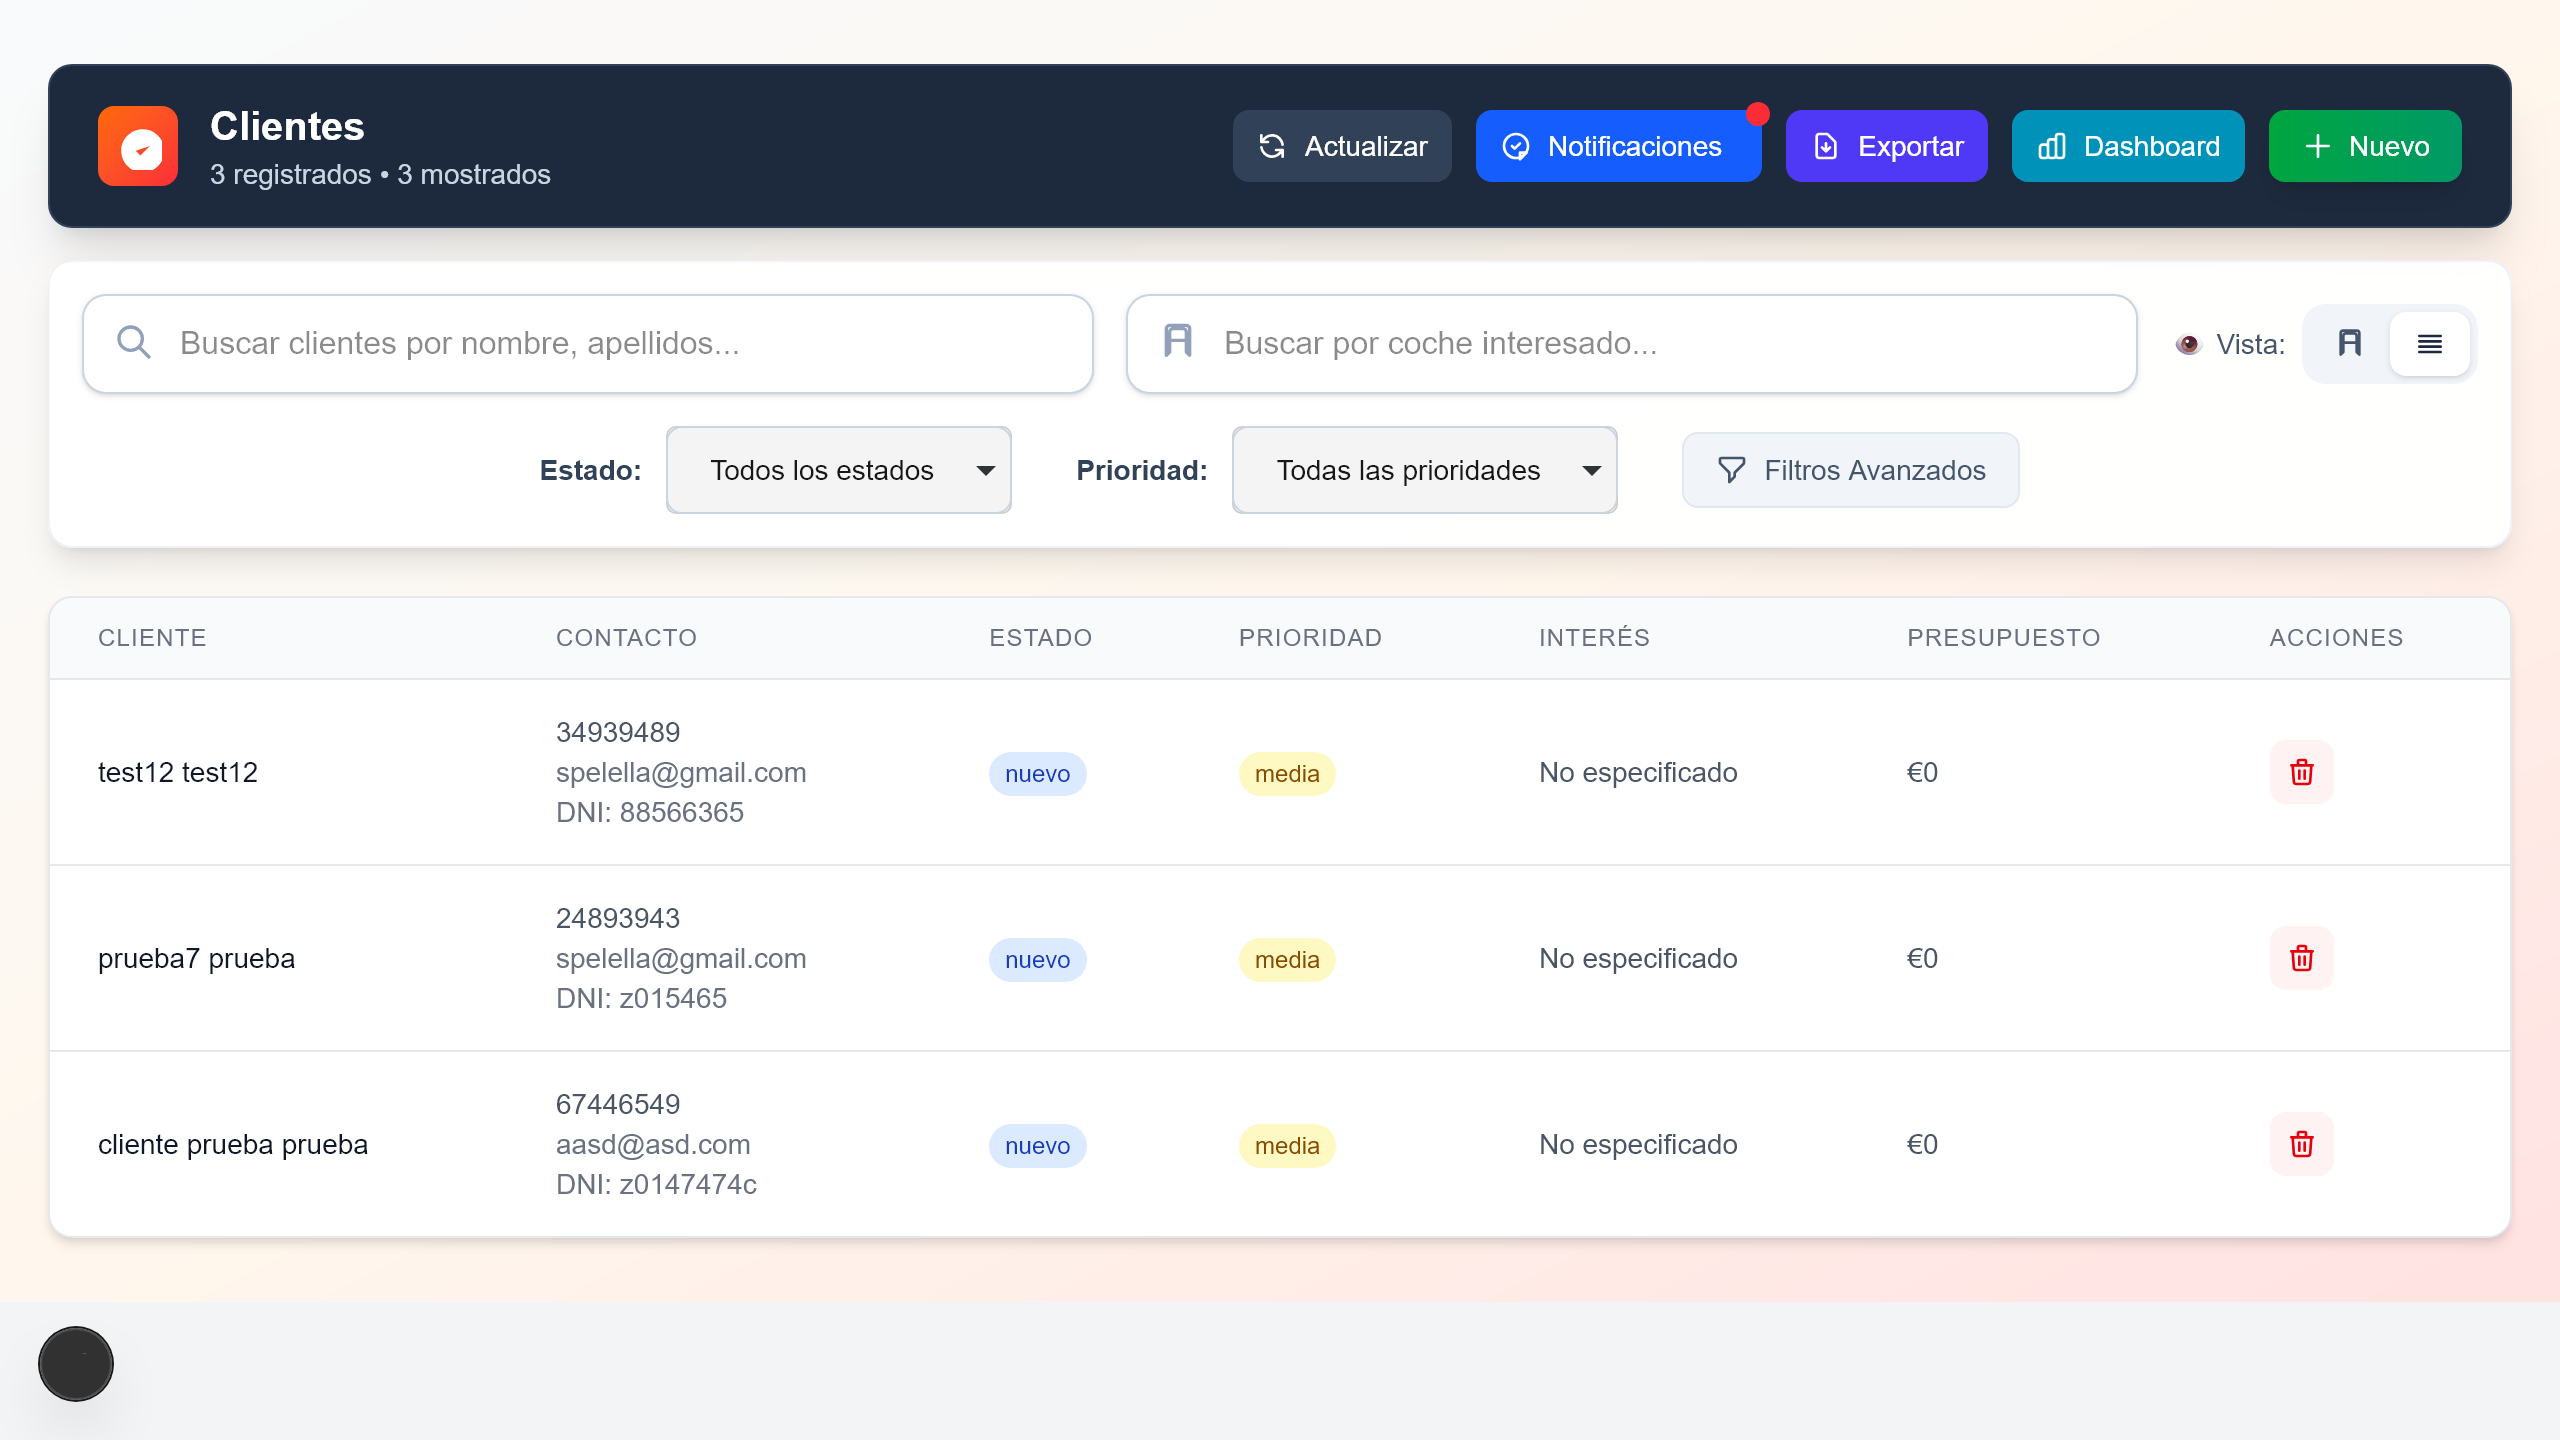 Clientes
3 registrados • 3 mostrados
Actualizar
Notificaciones
Exportar
Dashboard
Nuevo
Buscar clientes por nombre, apellidos...
Buscar por coche interesado...
Vista:
Estado:
Todos los estados
Prioridad:
Todas las prioridades
Filtros Avanzados
CLIENTE CONTACTO ESTADO PRIORIDAD INTERÉS PRESUPUESTO ACCIONES
34939489
test12 test12 spelella@gmail.com nuevo media No especificado €0
DNI: 88566365
24893943
prueba7 prueba spelella@gmail.com nuevo media No especificado €0
DNI: z015465
67446549
cliente prueba prueba aasd@asd.com nuevo media No especificado €0
DNI: z0147474c